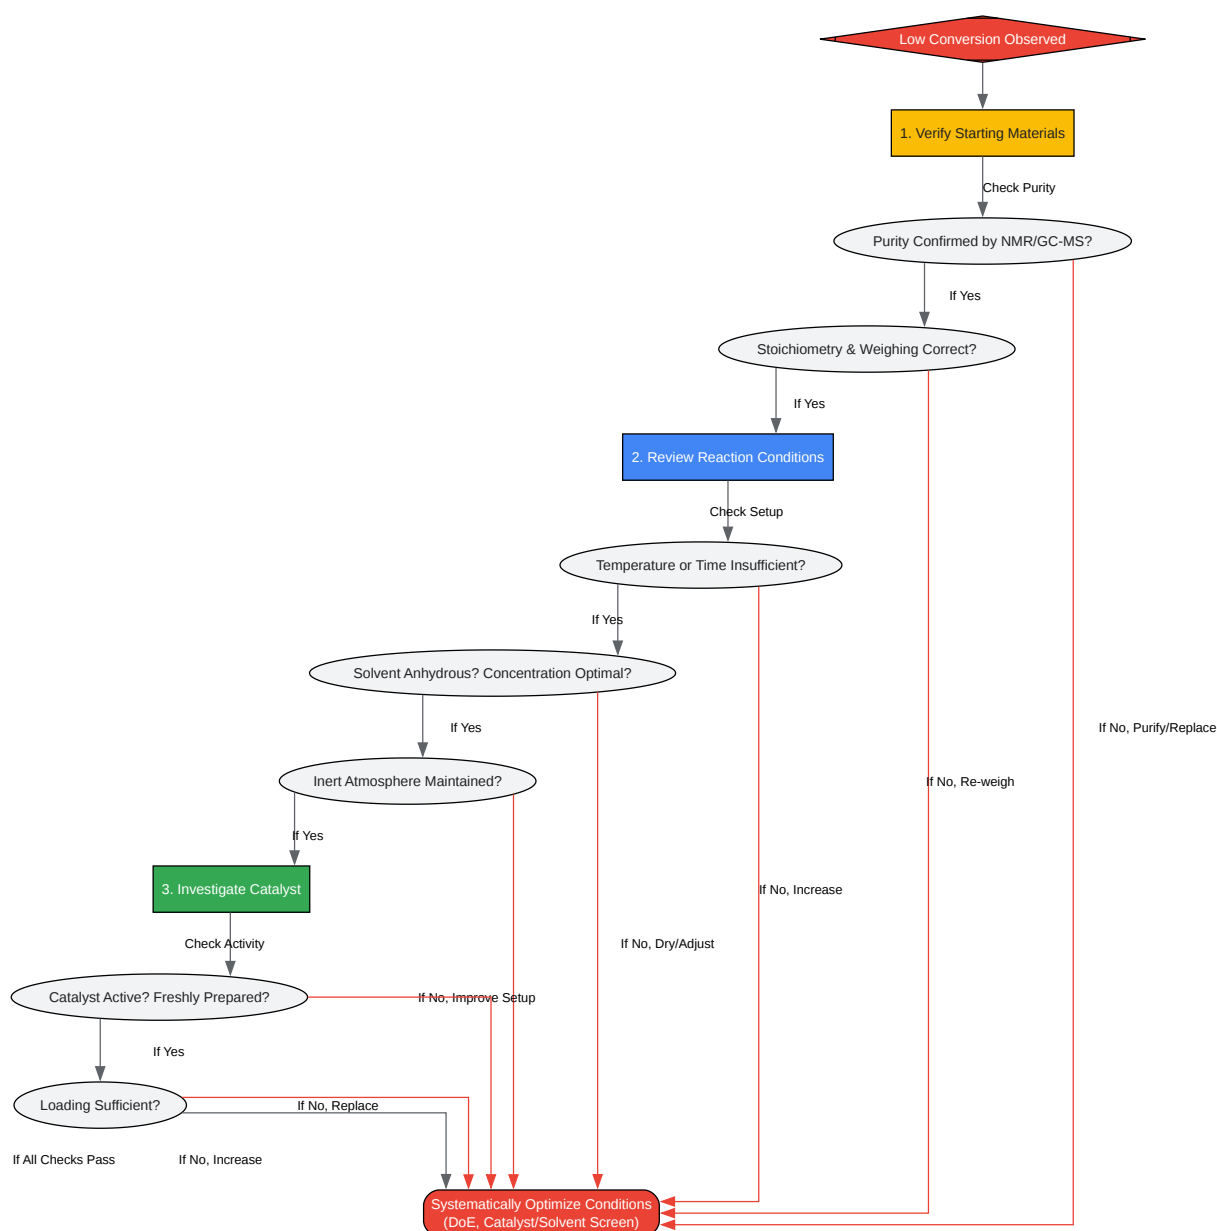 Low Conversion Observed
1. Verify Starting Materials
Check Purity
Purity Confirmed by NMR/GC-MS?
If Yes
Stoichiometry & Weighing Correct?
If Yes
2. Review Reaction Conditions
Check Setup
Temperature or Time Insufficient?
If Yes
Solvent Anhydrous? Concentration Optimal?
If Yes
If No, Purify/Replace
Inert Atmosphere Maintained?
If No, Re-weigh
If Yes
3. Investigate Catalyst
If No, Increase
Check Activity
If No, Dry/Adjust
Catalyst Active? Freshly Prepared?
If No, Improve Setup
If Yes
Loading Sufficient?
If No, Replace
If All Checks Pass
If No, Increase
Systematically Optimize Conditions
(DoE, Catalyst/Solvent Screen)